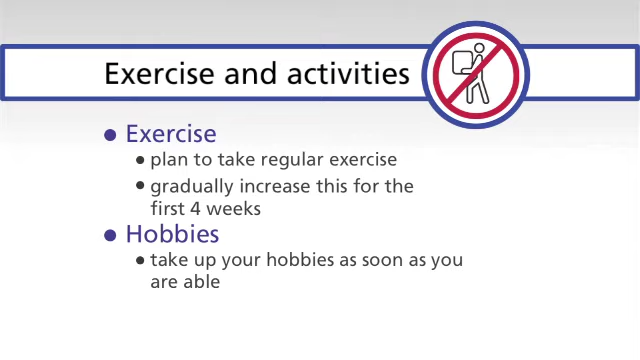 Exercise and activities
● Exercise
● plan to take regular exercise
● gradually increase this for the
first 4 weeks
● Hobbies
● take up your hobbies as soon as you
are able